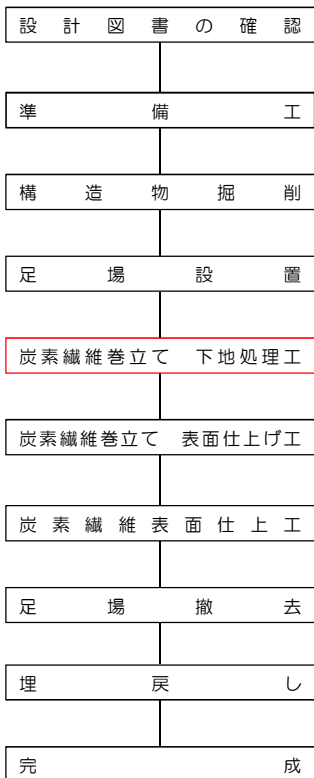 設計図書の確認
準備工
構造物掘削
足場設置
炭素繊維巻立て　下地処理工
炭素繊維巻立て　表面仕上げ工
炭素繊維表面仕上工
足場撤去
埋戻し
完成